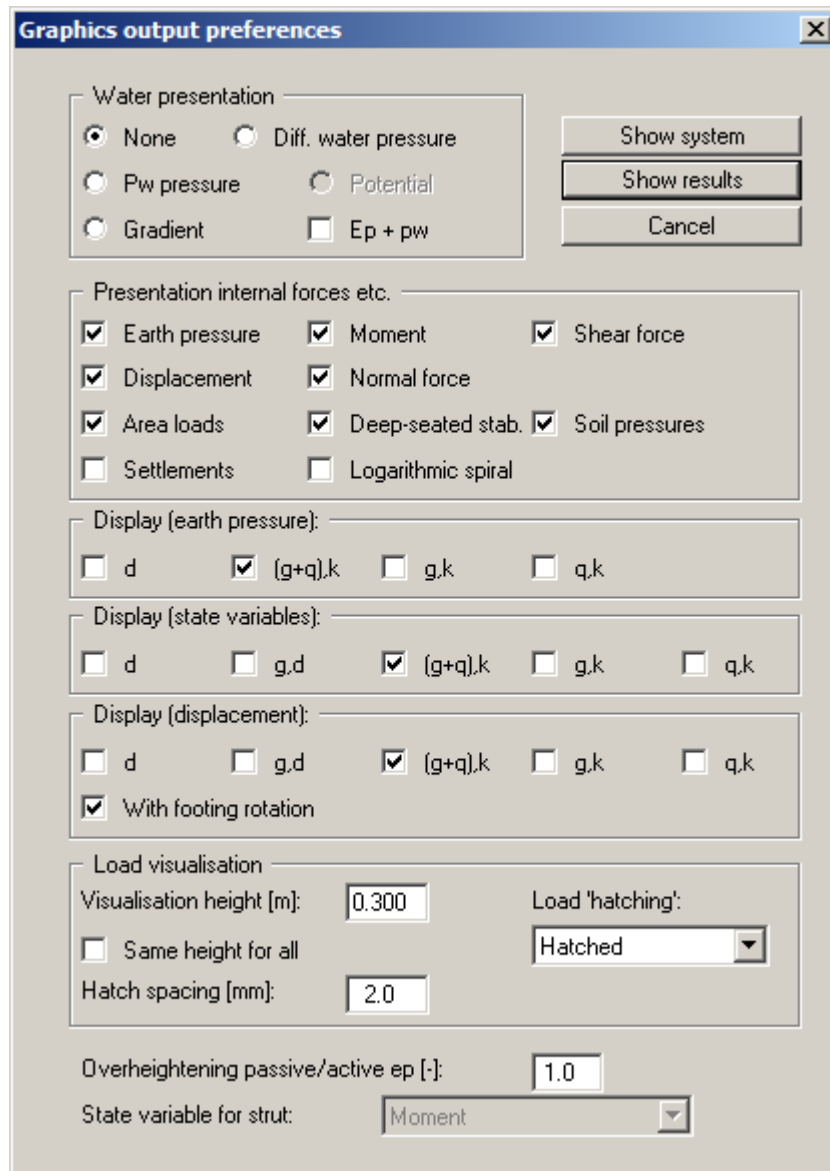 Graphics output preferences
Water presentation
None Diff. water pressure
Pw pressure Potential
Gradient Ep + pw
Show system
Show results
Cancel
Presentation internal forces etc.
Earth pressure Moment Shear force
Displacement Normal force
Area loads Deep-seated stab. Soil pressures
Settlements Logarithmic spiral
Display (earth pressure):
d (g+q),k g,k q,k
Display (state variables):
d g,d (g+q),k g,k q,k
Display (displacement):
d g,d (g+q),k g,k q,k
With footing rotation
Load visualisation
Visualisation height [m]: 0.300 Load 'hatching':
Same height for all Hatched
Hatch spacing [mm]: 2.0
Overheightening passive/active ep [-]: 1.0
State variable for strut: Moment